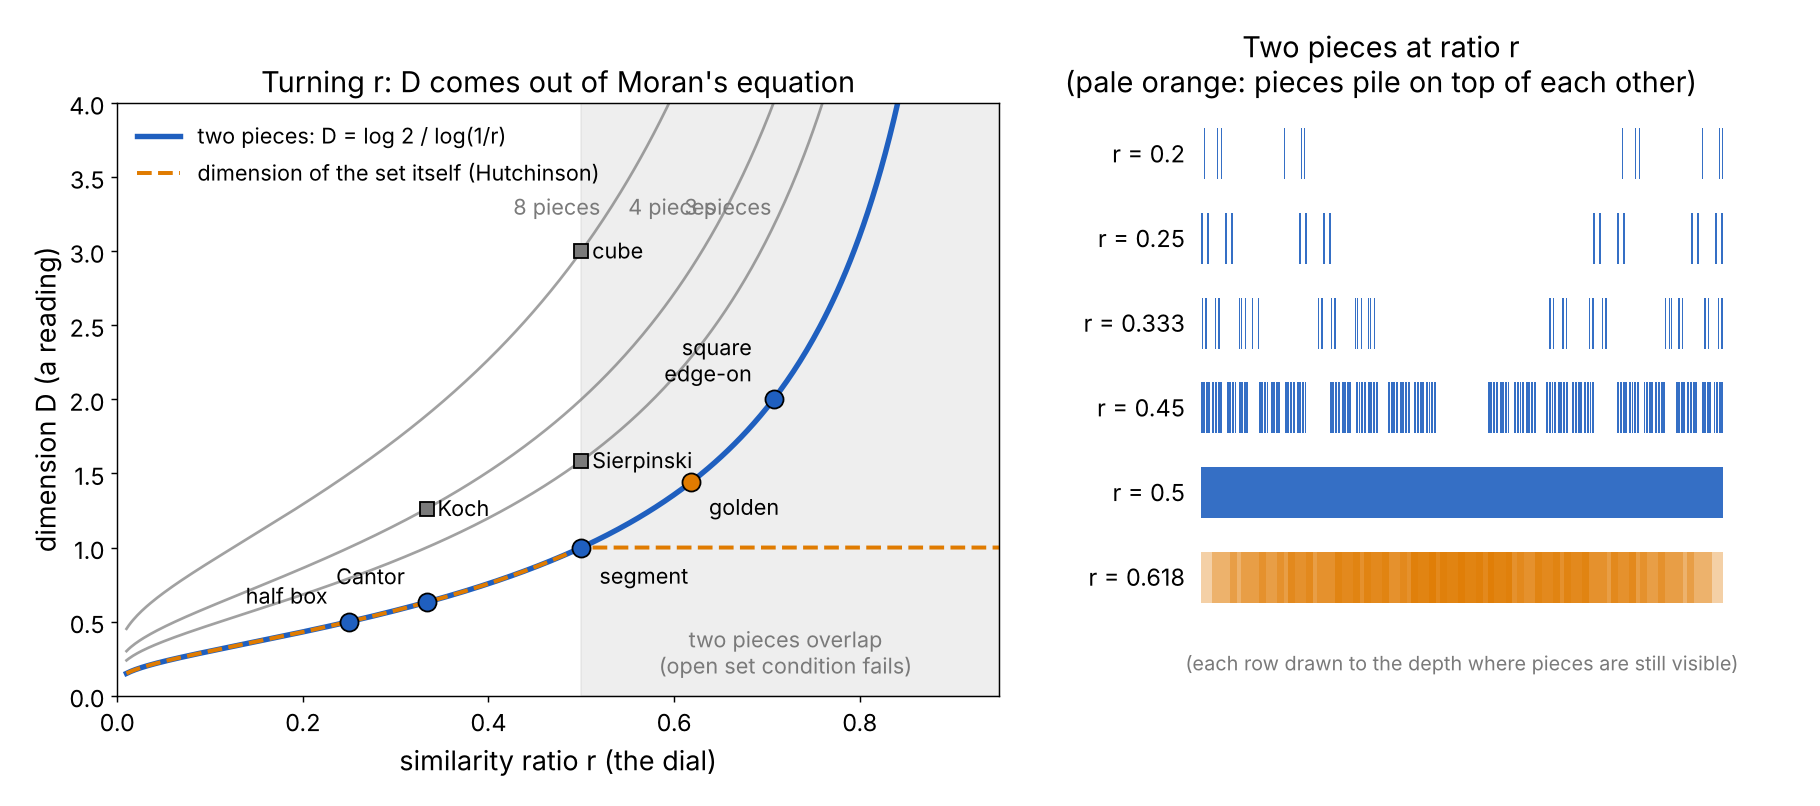 Turning r: D comes out of Moran's equation
4.0
3.5
3.0
2.5
2.0
1.5
1.0
0.5
0.0
dimension D (a reading)
two pieces: D = log 2 / log(1/r)
dimension of the set itself (Hutchinson)
8 pieces
4 pieces
3 pieces
cube
square
edge-on
Sierpinski
Koch
golden
Cantor
segment
half box
two pieces overlap
(open set condition fails)
0.0
0.2
0.4
0.6
0.8
similarity ratio r (the dial)
Two pieces at ratio r
(pale orange: pieces pile on top of each other)
r = 0.2
r = 0.25
r = 0.333
r = 0.45
r = 0.5
r = 0.618
(each row drawn to the depth where pieces are still visible)